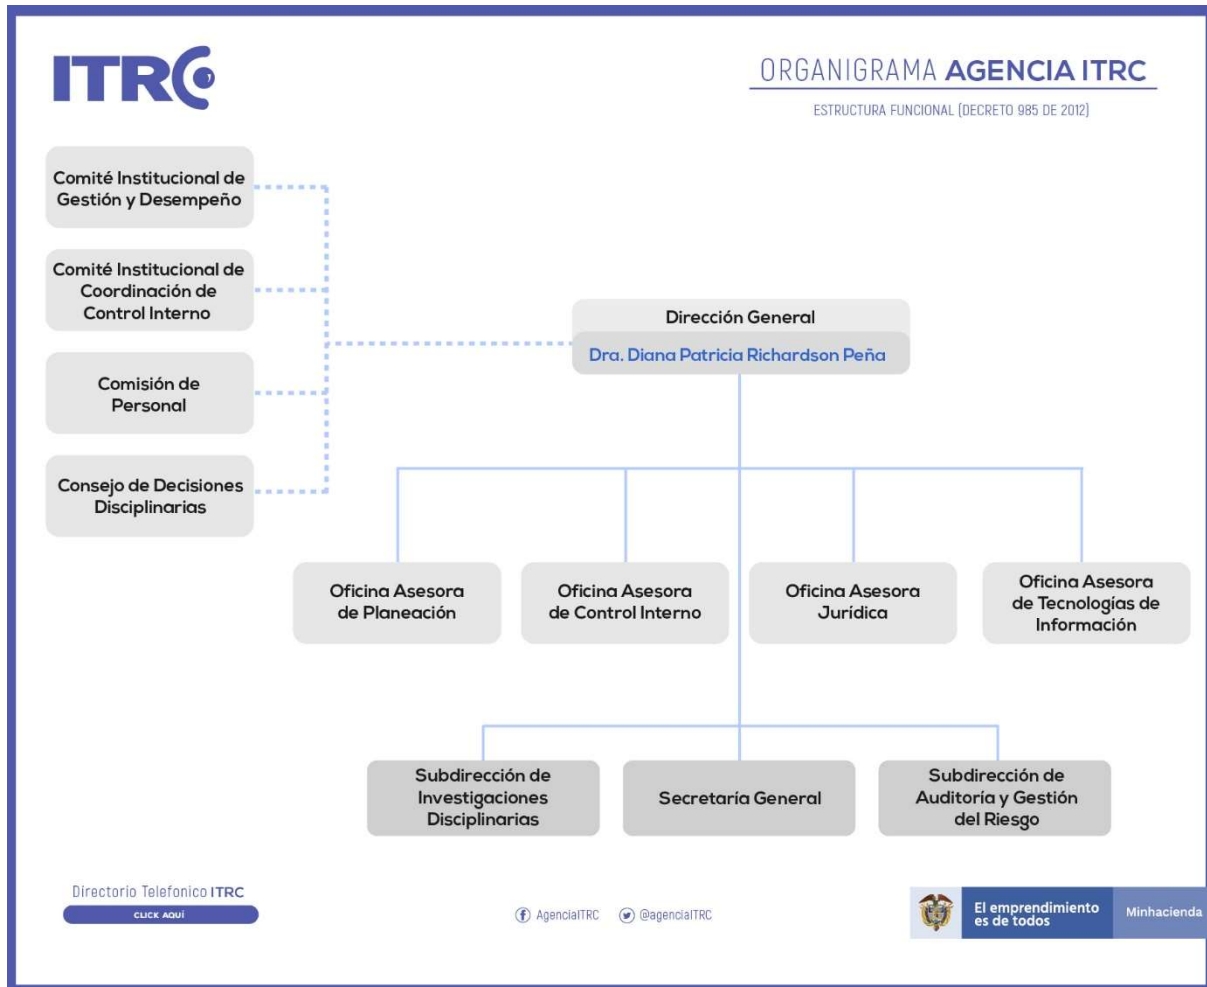 ITRC
ORGANIGRAMA AGENCIA ITRC
ESTRUCTURA FUNCIONAL (DECRETO 985 DE 2012)
Comité Institucional de
Gestión y Desempeño
Comité Institucional de
Coordinación de
Control Interno
Comisión de
Personal
Consejo de Decisiones
Disciplinarias
Dirección General
Dra. Diana Patricia Richardson Peña
Oficina Asesora
de Planeación
Oficina Asesora
de Control Interno
Oficina Asesora
Jurídica
Oficina Asesora
de Tecnologías de
Información
Subdirección de
Investigaciones
Disciplinarias
Secretaría General
Subdirección de
Auditoría y Gestión
del Riesgo
Directorio Telefonico ITRC
CLICK AQUÍ
AgenciaITRC
@agenciaITRC
El emprendimiento
es de todos
Minhacienda